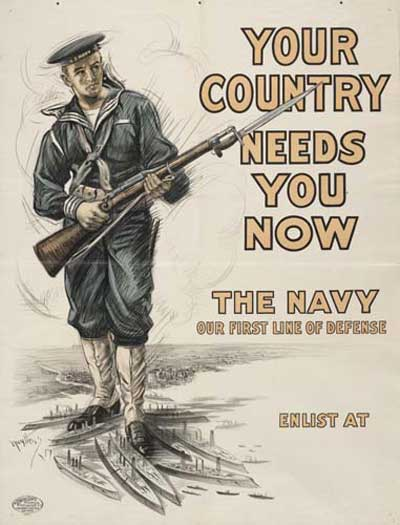 YOUR
COUNTRY
NEEDS
YOU
NOW
THE NAVY
OUR FIRST LINE OF DEFENSE
ENLIST AT